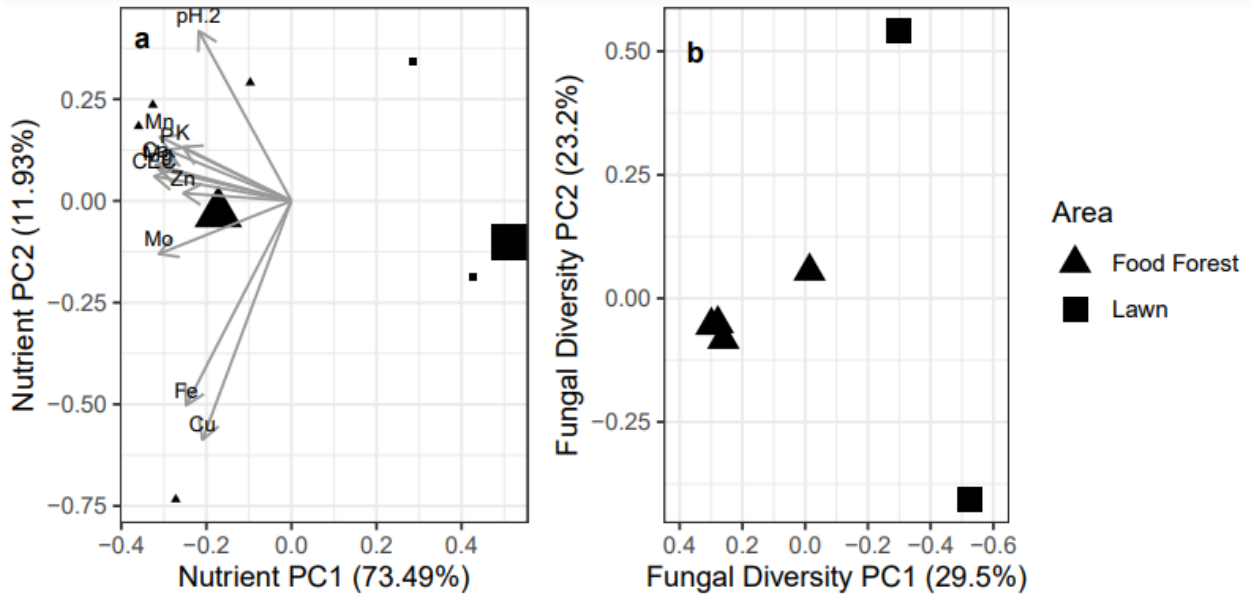 a
pH.2
Mn
P
K
Ca
Mg
CEC
Zn
Mo
Fe
Cu
0.25
0.00
−0.25
−0.50
−0.75
−0.4
−0.2
0.0
0.2
0.4
Nutrient PC2 (11.93%)
Nutrient PC1 (73.49%)
b
0.50
0.25
0.00
−0.25
0.4
0.2
0.0
−0.2
−0.4
−0.6
Fungal Diversity PC2 (23.2%)
Fungal Diversity PC1 (29.5%)
Area
Food Forest
Lawn